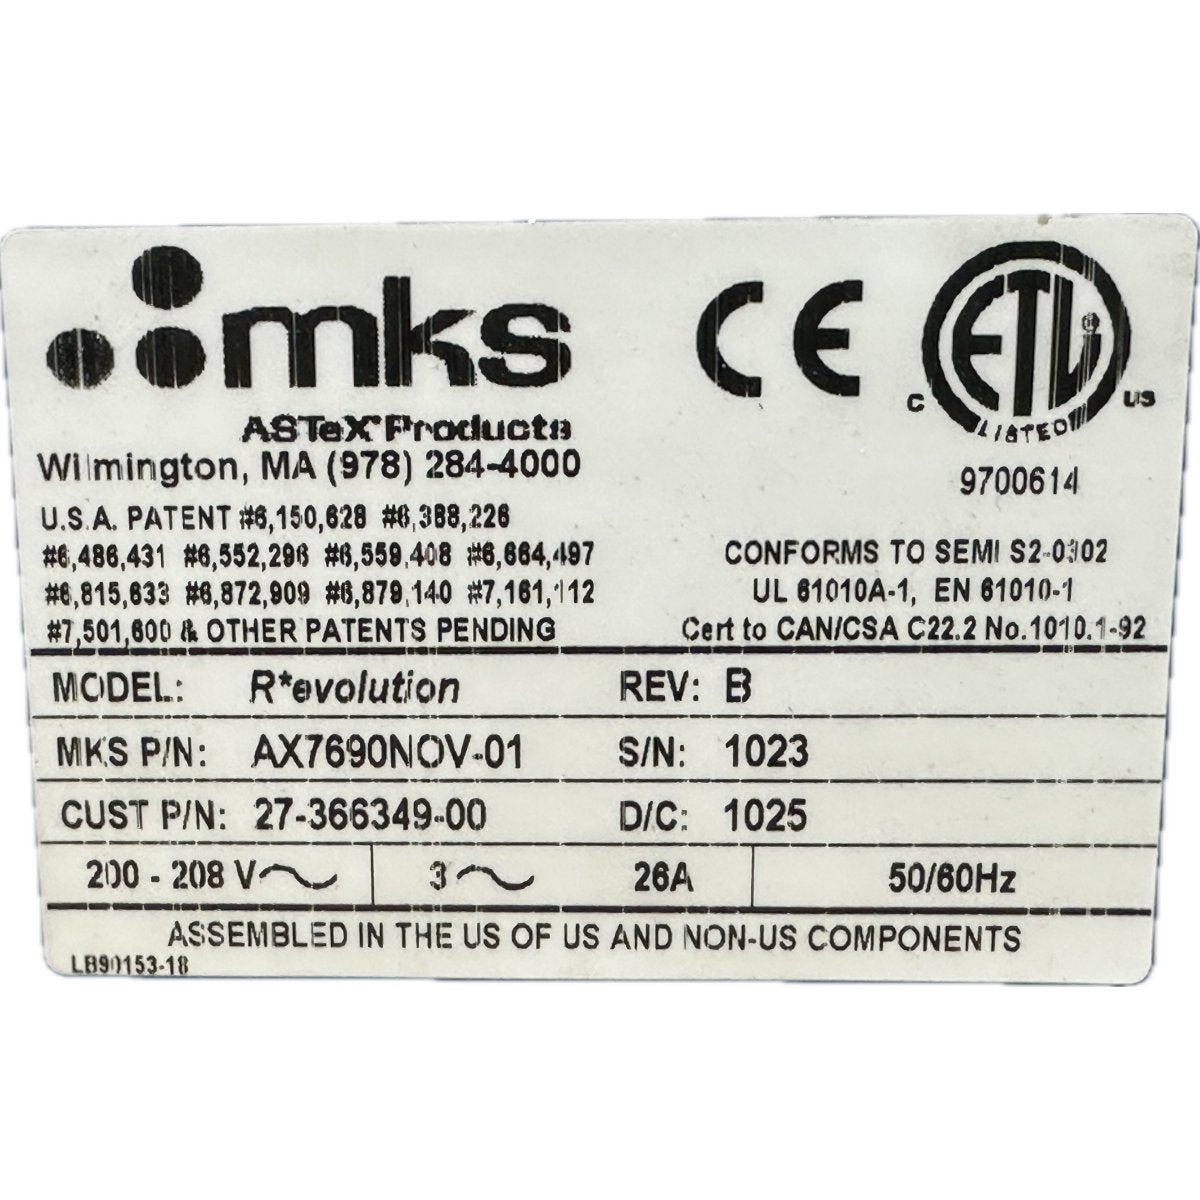 mks
ASTeX® Products
Wilmington, MA (978) 284-4000
U.S.A. PATENT #6,150,628 #6,388,226
#6,486,431 #6,552,296 #6,559,408 #6,664,497
#6,815,633 #6,872,909 #6,879,140 #7,161,112
#7,501,600 & OTHER PATENTS PENDING
CE
ETL
C US
LISTED
9700614
CONFORMS TO SEMI S2-0302
UL 61010A-1, EN 61010-1
Cert to CAN/CSA C22.2 No.1010.1-92
MODEL: R*evolution REV: B
MKS P/N: AX7690NOV-01 S/N: 1023
CUST P/N: 27-366349-00 D/C: 1025
200 - 208 V～ 3～ 26A 50/60Hz
ASSEMBLED IN THE US OF US AND NON-US COMPONENTS
LB90153-18